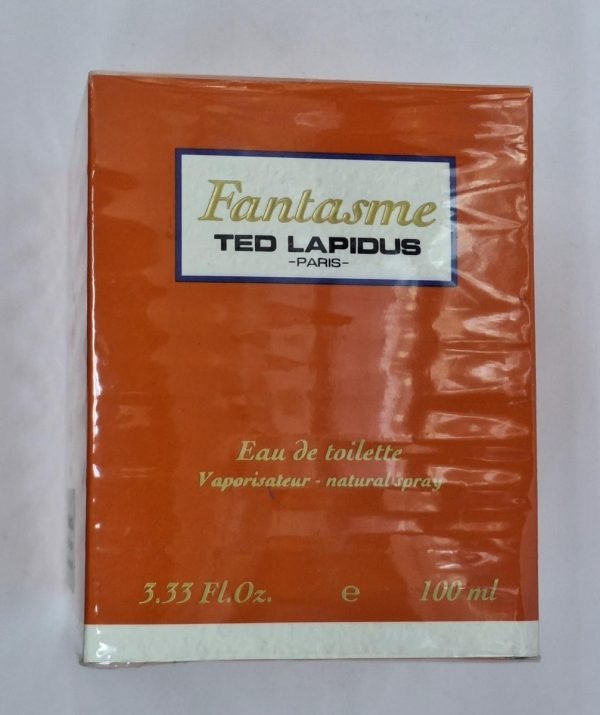 Fantasme
TED LAPIDUS
-PARIS-
Eau de toilette
Vaporisateur - natural spray
3.33 Fl.Oz. e 100 ml